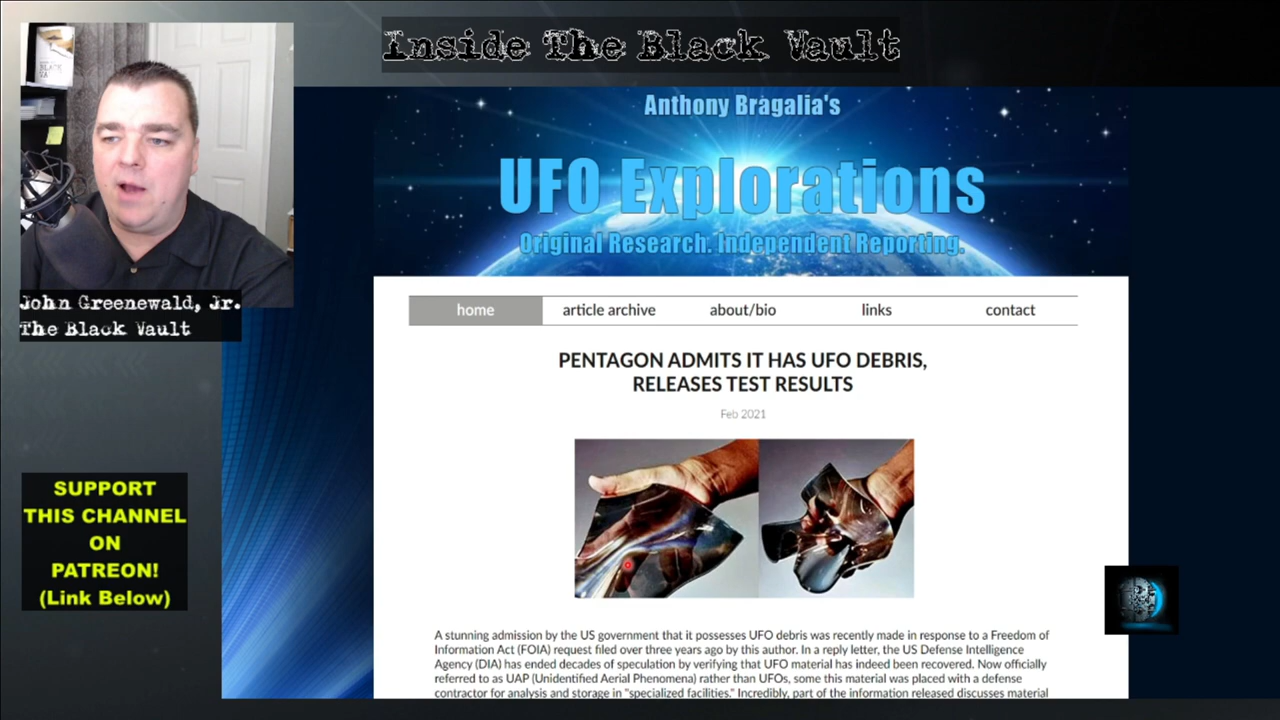 Inside The Black Vault
Anthony Bragalia's
UFO Explorations
Original Research. Independent Reporting.
John Greenewald, Jr.
The Black Vault
home
article archive
about/bio
links
contact
PENTAGON ADMITS IT HAS UFO DEBRIS,
RELEASES TEST RESULTS
Feb 2021
SUPPORT
THIS CHANNEL
ON
PATREON!
(Link Below)
A stunning admission by the US government that it possesses UFO debris was recently made in response to a Freedom of
Information Act (FOIA) request filed over three years ago by this author. In a reply letter, the US Defense Intelligence
Agency (DIA) has ended decades of speculation by verifying that UFO material has indeed been recovered. Now officially
referred to as UAP (Unidentified Aerial Phenomena) rather than UFOs, some this material was placed with a defense
contractor for analysis and storage in "specialized facilities." Incredibly, part of the information released discusses material